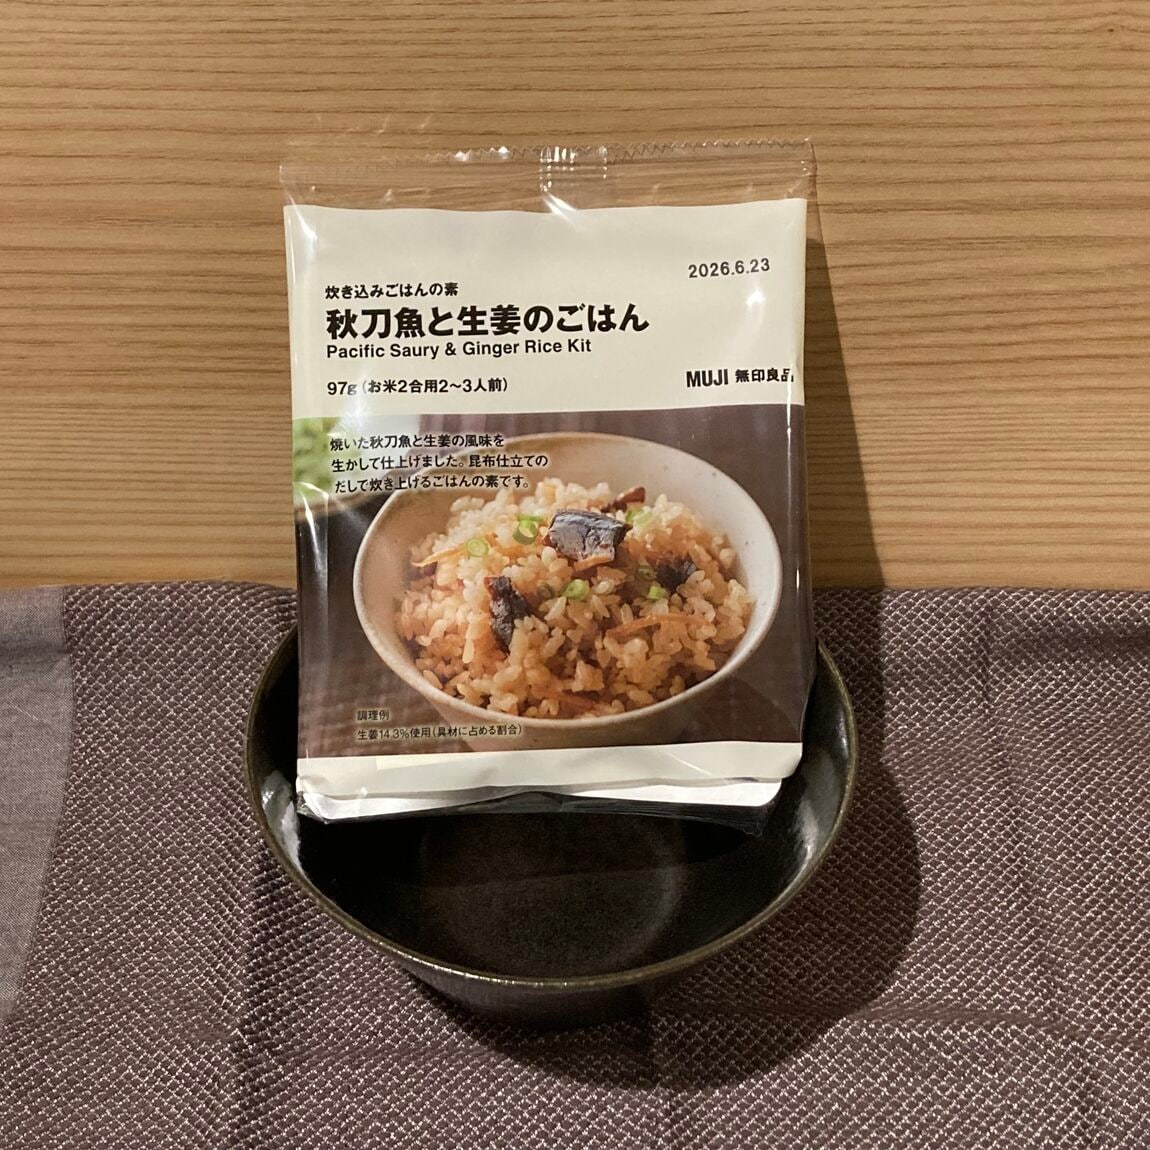 2026.6.23
炊き込みごはんの素
秋刀魚と生姜のごはん
Pacific Saury & Ginger Rice Kit
97g(お米2合用2〜3人前)
MUJI 無印良品
焼いた秋刀魚と生姜の風味を
生かして仕上げました。昆布仕立ての
だしで炊き上げるごはんの素です。
調理例
生姜14.3%使用(具材に占める割合)